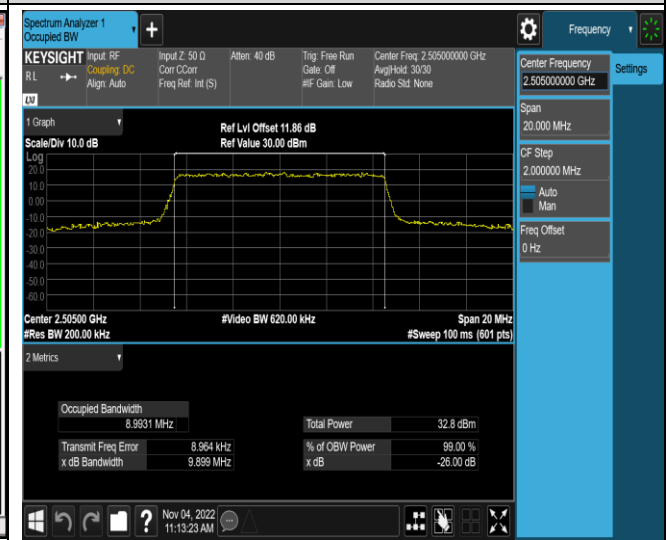 Spectrum Analyzer 1
Occupied BW
+
Frequency
KEYSIGHT
RL
LXI
Input: RF
Coupling: DC
Align: Auto
Input Z: 50 Ω
Corr CCorr
Freq Ref: Int (S)
Atten: 40 dB
Trig: Free Run
Gate: Off
#IF Gain: Low
Center Freq: 2.505000000 GHz
Avg|Hold: 30/30
Radio Std: None
Center Frequency
2.505000000 GHz
Settings
Span
20.000 MHz
CF Step
2.000000 MHz
Auto
Man
Freq Offset
0 Hz
1 Graph
Scale/Div 10.0 dB
Ref Lvl Offset 11.86 dB
Ref Value 30.00 dBm
Log
20.0
10.0
0.00
-10.0
-20.0
-30.0
-40.0
-50.0
-60.0
Center 2.50500 GHz
#Res BW 200.00 kHz
#Video BW 620.00 kHz
Span 20 MHz
#Sweep 100 ms (601 pts)
2 Metrics
Occupied Bandwidth
8.9931 MHz
Total Power 32.8 dBm
Transmit Freq Error 8.964 kHz
% of OBW Power 99.00 %
x dB Bandwidth 9.899 MHz
x dB -26.00 dB
?
Nov 04, 2022
11:13:23 AM